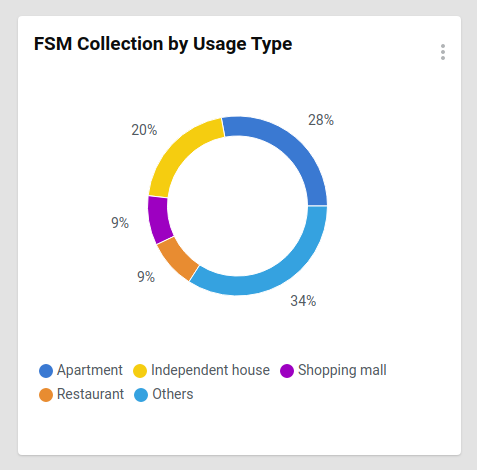 FSM Collection by Usage Type
28%
20%
9%
9%
34%
Apartment Independent house Shopping mall
Restaurant Others